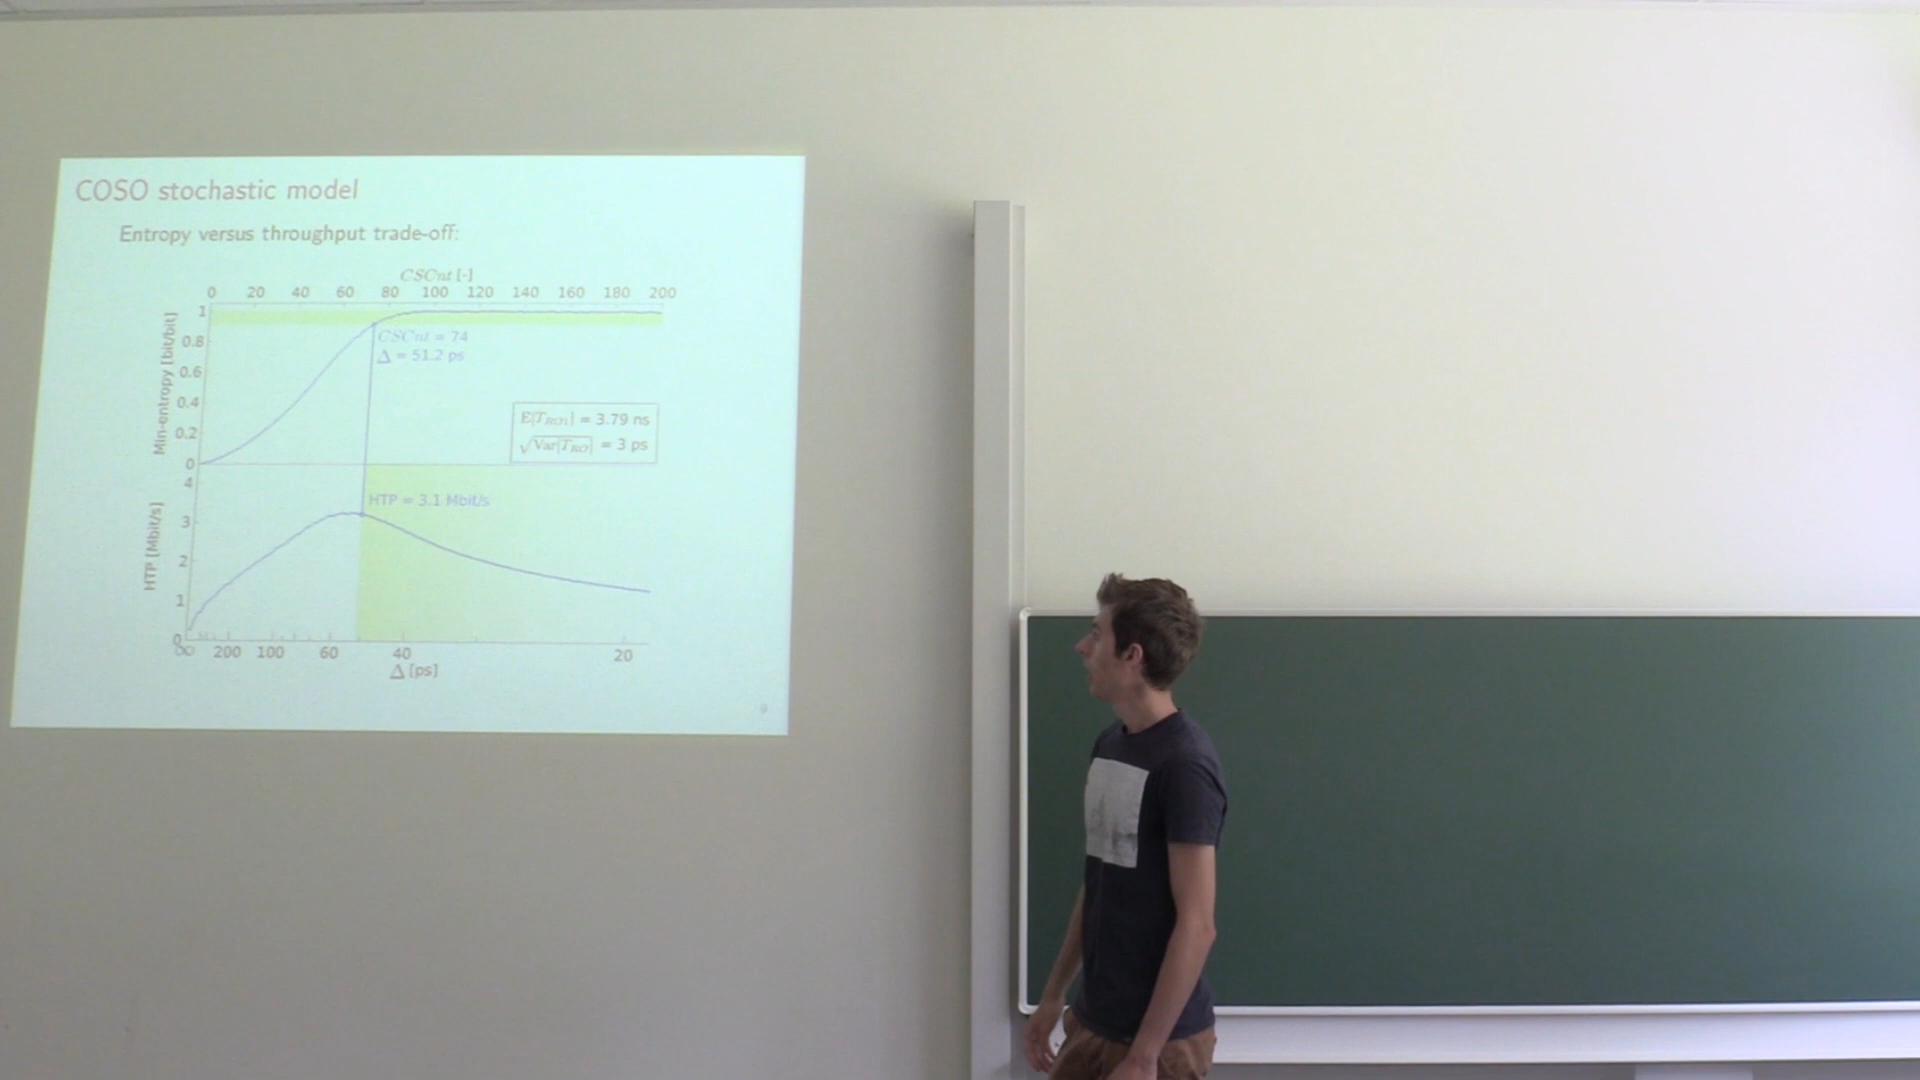 COSO stochastic model
Entropy versus throughput trade-off:
CSCnt [-]
0 20 40 60 80 100 120 140 160 180 200
Min-entropy [bit/bit]
1
0.8
0.6
0.4
0.2
0
CSCnt = 74
Δ = 51.2 ps
E[T_RO1] = 3.79 ns
√Var[T_RO] = 3 ps
HTP [Mbit/s]
4
3
2
1
0
HTP = 3.1 Mbit/s
∞ 200 100 60 40 20
Δ [ps]
9